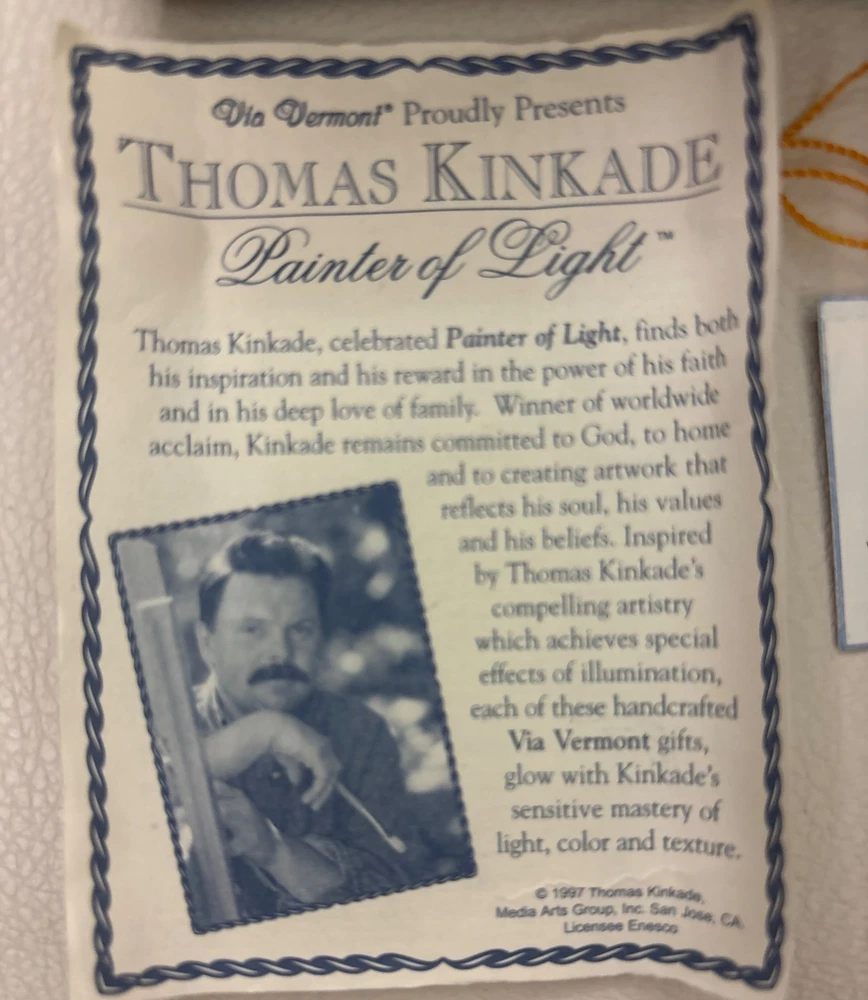 Via Vermont® Proudly Presents
THOMAS KINKADE
Painter of Light™
Thomas Kinkade, celebrated Painter of Light, finds both
his inspiration and his reward in the power of his faith
and in his deep love of family. Winner of worldwide
acclaim, Kinkade remains committed to God, to home
and to creating artwork that
reflects his soul, his values
and his beliefs. Inspired
by Thomas Kinkade's
compelling artistry
which achieves special
effects of illumination,
each of these handcrafted
Via Vermont gifts,
glow with Kinkade's
sensitive mastery of
light, color and texture.
© 1997 Thomas Kinkade,
Media Arts Group, Inc. San Jose, CA
Licensee Enesco